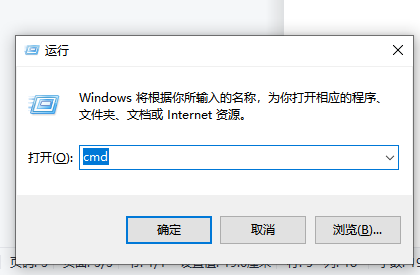 运行
Windows 将根据你所输入的名称，为你打开相应的程序、
文件夹、文档或 Internet 资源。
打开(O): cmd
确定 取消 浏览(B)...